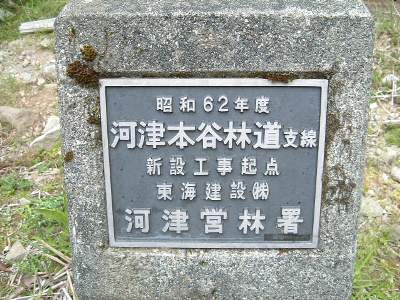 昭和62年度
河津本谷林道支線
新設工事起点
東海建設㈱
河津営林署